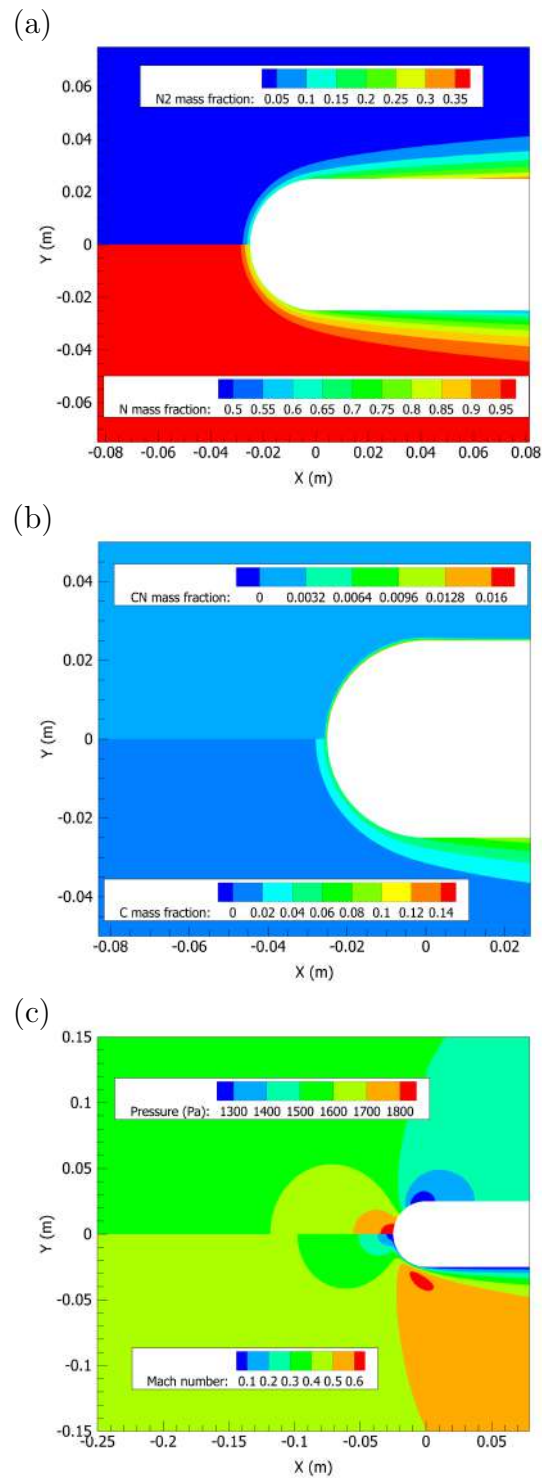 (a)
0.06
0.04
0.02
0
-0.02
-0.04
-0.06
Y (m)
N2 mass fraction: 0.05 0.1 0.15 0.2 0.25 0.3 0.35
N mass fraction: 0.5 0.55 0.6 0.65 0.7 0.75 0.8 0.85 0.9 0.95
-0.08 -0.06 -0.04 -0.02 0 0.02 0.04 0.06 0.08
X (m)
(b)
0.04
0.02
0
-0.02
-0.04
Y (m)
CN mass fraction: 0 0.0032 0.0064 0.0096 0.0128 0.016
C mass fraction: 0 0.02 0.04 0.06 0.08 0.1 0.12 0.14
-0.08 -0.06 -0.04 -0.02 0 0.02
X (m)
(c)
0.15
0.1
0.05
0
-0.05
-0.1
-0.15
Y (m)
Pressure (Pa): 1300 1400 1500 1600 1700 1800
Mach number: 0.1 0.2 0.3 0.4 0.5 0.6
-0.25 -0.2 -0.15 -0.1 -0.05 0 0.05
X (m)